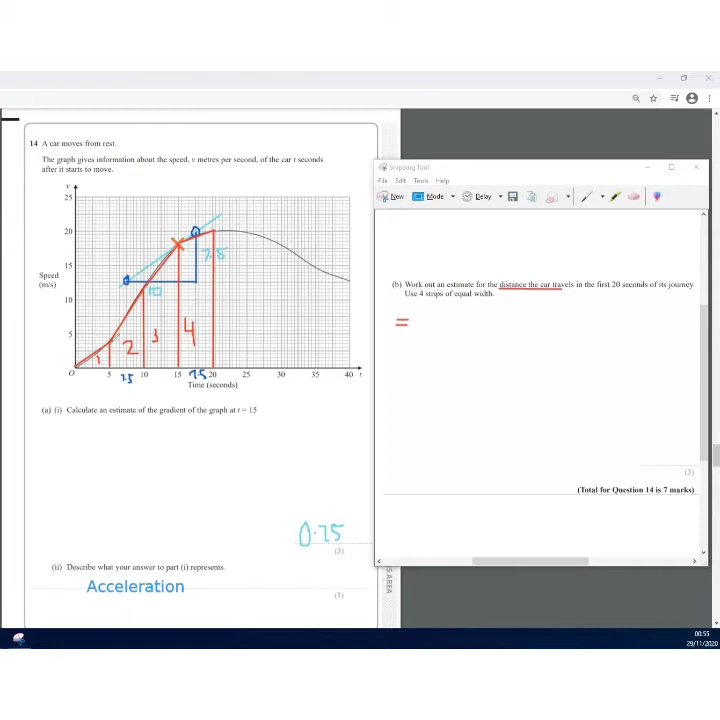 14 A car moves from rest.
The graph gives information about the speed, v metres per second, of the car t seconds
after it starts to move.
v
25
20
15
10
5
O
Speed
(m/s)
5 10 15 20 25 30 35 40 t
7.5 17.5
Time (seconds)
1 2 3 4
10
7.5
(a) (i) Calculate an estimate of the gradient of the graph at t = 15
0.75
(3)
(ii) Describe what your answer to part (i) represents.
Acceleration
(1)
S AREA
Snipping Tool
File Edit Tools Help
New Mode Delay
(b) Work out an estimate for the distance the car travels in the first 20 seconds of its journey.
Use 4 strips of equal width.
=
(3)
(Total for Question 14 is 7 marks)
00:55
29/11/2020